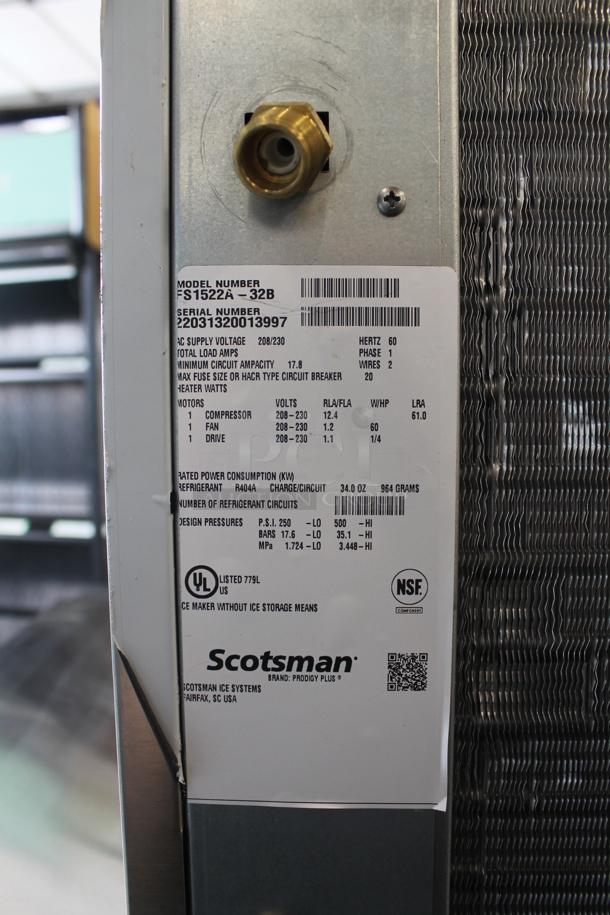 MODEL NUMBER
FS1522A - 32B
SERIAL NUMBER
22031320013997
AC SUPPLY VOLTAGE 208/230 HERTZ 60
TOTAL LOAD AMPS PHASE 1
MINIMUM CIRCUIT AMPACITY 17.8 WIRES 2
MAX FUSE SIZE OR HACR TYPE CIRCUIT BREAKER 20
HEATER WATTS
MOTORS VOLTS RLA/FLA W/HP LRA
1 COMPRESSOR 208-230 12.4 61.0
1 FAN 208-230 1.2 60
1 DRIVE 208-230 1.1 1/4
RATED POWER CONSUMPTION (KW)
REFRIGERANT R404A CHARGE/CIRCUIT 34.0 OZ 964 GRAMS
NUMBER OF REFRIGERANT CIRCUITS
DESIGN PRESSURES P.S.I. 250 -LO 500 -HI
BARS 17.6 -LO 35.1 -HI
MPa 1.724 -LO 3.448-HI
UL LISTED 779L
US
NSF.
COMPONENT
ICE MAKER WITHOUT ICE STORAGE MEANS
Scotsman
BRAND: PRODIGY PLUS ®
SCOTSMAN ICE SYSTEMS
FAIRFAX, SC USA